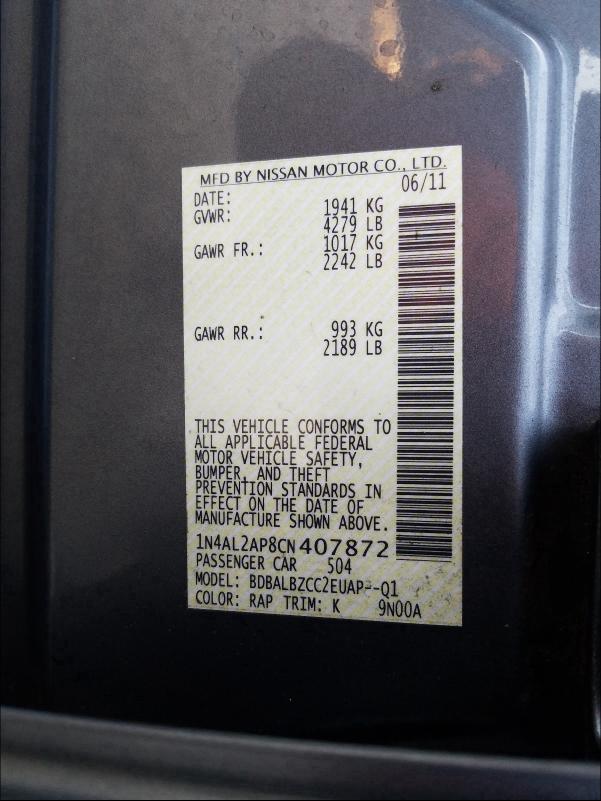 MFD BY NISSAN MOTOR CO., LTD.
DATE: 06/11
GVWR: 1941 KG
4279 LB
GAWR FR.: 1017 KG
2242 LB
GAWR RR.: 993 KG
2189 LB
THIS VEHICLE CONFORMS TO
ALL APPLICABLE FEDERAL
MOTOR VEHICLE SAFETY,
BUMPER, AND THEFT
PREVENTION STANDARDS IN
EFFECT ON THE DATE OF
MANUFACTURE SHOWN ABOVE.
1N4AL2AP8CN407872
PASSENGER CAR 504
MODEL: BDBALBZCC2EUAP--Q1
COLOR: RAP TRIM: K 9N00A